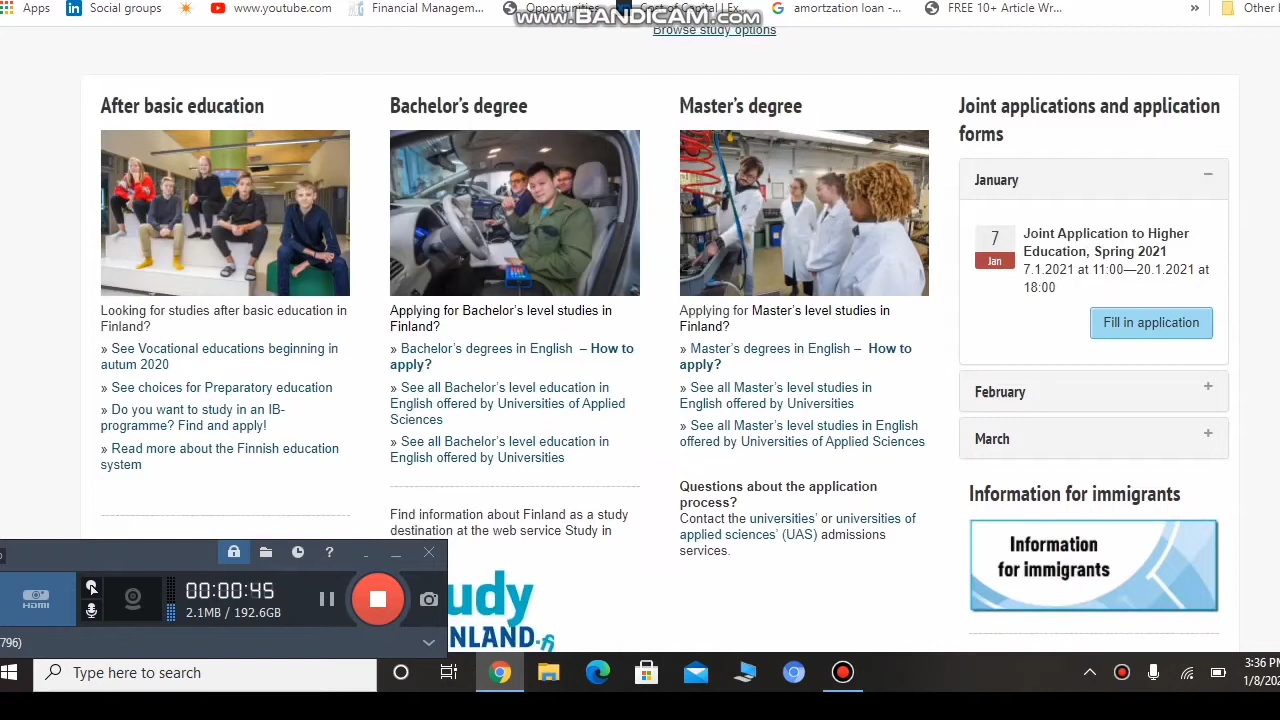 Apps
Social groups
www.youtube.com
Financial Managem...
Opportunities
Cost of Capital | Ex...
amortzation loan -...
FREE 10+ Article Wr...
»
Other
www.BANDICAM.com
Browse study options
After basic education
Looking for studies after basic education in
Finland?
» See Vocational educations beginning in
autum 2020
» See choices for Preparatory education
» Do you want to study in an IB-
programme? Find and apply!
» Read more about the Finnish education
system
Bachelor's degree
Applying for Bachelor's level studies in
Finland?
» Bachelor's degrees in English – How to
apply?
» See all Bachelor's level education in
English offered by Universities of Applied
Sciences
» See all Bachelor's level education in
English offered by Universities
Find information about Finland as a study
destination at the web service Study in
udy
INLAND.fi
Master's degree
Applying for Master's level studies in
Finland?
» Master's degrees in English – How to
apply?
» See all Master's level studies in
English offered by Universities
» See all Master's level studies in English
offered by Universities of Applied Sciences
Questions about the application
process?
Contact the universities' or universities of
applied sciences' (UAS) admissions
services.
Joint applications and application
forms
January
7
Jan
Joint Application to Higher
Education, Spring 2021
7.1.2021 at 11:00—20.1.2021 at
18:00
Fill in application
February
March
Information for immigrants
Information
for immigrants
HDMI
00:00:45
2.1MB / 192.6GB
796)
Type here to search
3:36 PM
1/8/202